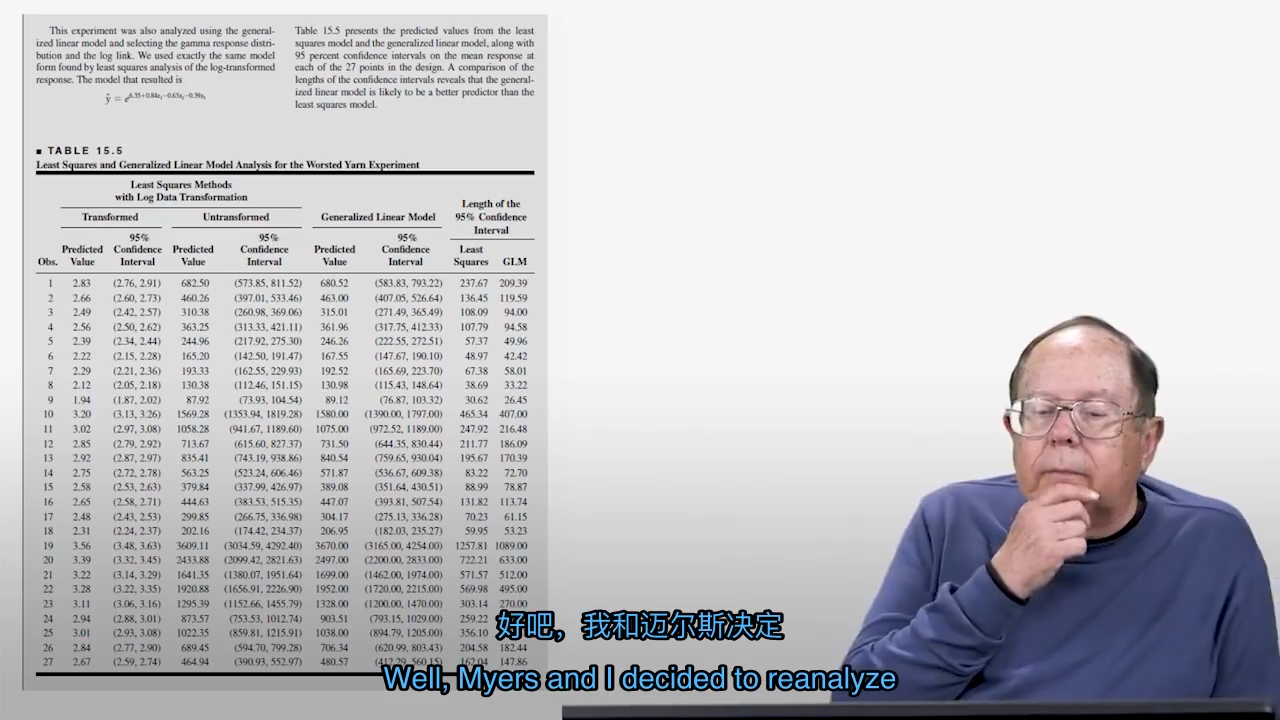 This experiment was also analyzed using the general-
ized linear model and selecting the gamma response distri-
bution and the log link. We used exactly the same model
form found by least squares analysis of the log-transformed
response. The model that resulted is
Table 15.5 presents the predicted values from the least
squares model and the generalized linear model, along with
95 percent confidence intervals on the mean response at
each of the 27 points in the design. A comparison of the
lengths of the confidence intervals reveals that the general-
ized linear model is likely to be a better predictor than the
least squares model.
■ TABLE 15.5
Least Squares and Generalized Linear Model Analysis for the Worsted Yarn Experiment
Least Squares Methods
with Log Data Transformation
Length of the
95% Confidence
Interval
Transformed Untransformed Generalized Linear Model
95% 95% 95%
Predicted Confidence Predicted Confidence Predicted Confidence Least
Obs. Value Interval Value Interval Value Interval Squares GLM
1 2.83 (2.76, 2.91) 682.50 (573.85, 811.52) 680.52 (583.83, 793.22) 237.67 209.39
2 2.66 (2.60, 2.73) 460.26 (397.01, 533.46) 463.00 (407.05, 526.64) 136.45 119.59
3 2.49 (2.42, 2.57) 310.38 (260.98, 369.06) 315.01 (271.49, 365.49) 108.09 94.00
4 2.56 (2.50, 2.62) 363.25 (313.33, 421.11) 361.96 (317.75, 412.33) 107.79 94.58
5 2.39 (2.34, 2.44) 244.96 (217.92, 275.30) 246.26 (222.55, 272.51) 57.37 49.96
6 2.22 (2.15, 2.28) 165.20 (142.50, 191.47) 167.55 (147.67, 190.10) 48.97 42.42
7 2.29 (2.21, 2.36) 193.33 (162.55, 229.93) 192.52 (165.69, 223.70) 67.38 58.01
8 2.12 (2.05, 2.18) 130.38 (112.46, 151.15) 130.98 (115.43, 148.64) 38.69 33.22
9 1.94 (1.87, 2.02) 87.92 (73.93, 104.54) 89.12 (76.87, 103.32) 30.62 26.45
10 3.20 (3.13, 3.26) 1569.28 (1353.94, 1819.28) 1580.00 (1390.00, 1797.00) 465.34 407.00
11 3.02 (2.97, 3.08) 1058.28 (941.67, 1189.60) 1075.00 (972.52, 1189.00) 247.92 216.48
12 2.85 (2.79, 2.92) 713.67 (615.60, 827.37) 731.50 (644.35, 830.44) 211.77 186.09
13 2.92 (2.87, 2.97) 835.41 (743.19, 938.86) 840.54 (759.65, 930.04) 195.67 170.39
14 2.75 (2.72, 2.78) 563.25 (523.24, 606.46) 571.87 (536.67, 609.38) 83.22 72.70
15 2.58 (2.53, 2.63) 379.84 (337.99, 426.97) 389.08 (351.64, 430.51) 88.99 78.87
16 2.65 (2.58, 2.71) 444.63 (383.53, 515.35) 447.07 (393.81, 507.54) 131.82 113.74
17 2.48 (2.43, 2.53) 299.85 (266.75, 336.98) 304.17 (275.13, 336.28) 70.23 61.15
18 2.31 (2.24, 2.37) 202.16 (174.42, 234.37) 206.95 (182.03, 235.27) 59.95 53.23
19 3.56 (3.48, 3.63) 3609.11 (3034.59, 4292.40) 3670.00 (3165.00, 4254.00) 1257.81 1089.00
20 3.39 (3.32, 3.45) 2433.88 (2099.42, 2821.63) 2497.00 (2200.00, 2833.00) 722.21 633.00
21 3.22 (3.14, 3.29) 1641.35 (1380.07, 1951.64) 1699.00 (1462.00, 1974.00) 571.57 512.00
22 3.28 (3.22, 3.35) 1920.88 (1656.91, 2226.90) 1952.00 (1720.00, 2215.00) 569.98 495.00
23 3.11 (3.06, 3.16) 1295.39 (1152.66, 1455.79) 1328.00 (1200.00, 1470.00) 303.14 270.00
24 2.94 (2.88, 3.01) 873.57 (753.53, 1012.74) 903.51 (793.15, 1029.00) 259.22
25 3.01 (2.93, 3.08) 1022.35 (859.81, 1215.91) 1038.00 (894.79, 1205.00) 356.10
26 2.84 (2.77, 2.90) 689.45 (594.70, 799.28) 706.34 (620.99, 803.43) 204.58 182.44
27 2.67 (2.59, 2.74) 464.94 (390.93, 552.97) 480.57 (412.29, 560.15) 162.04 147.86
好吧，我和迈尔斯决定
Well, Myers and I decided to reanalyze